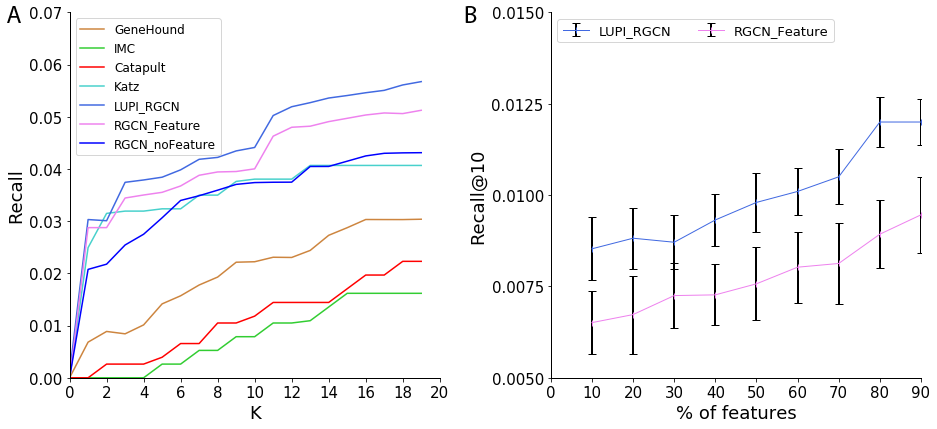 A
0.07
0.06
0.05
0.04
0.03
0.02
0.01
0.00
Recall
GeneHound
IMC
Catapult
Katz
LUPI_RGCN
RGCN_Feature
RGCN_noFeature
0 2 4 6 8 10 12 14 16 18 20
K
B
0.0150
0.0125
0.0100
0.0075
0.0050
Recall@10
LUPI_RGCN RGCN_Feature
0 10 20 30 40 50 60 70 80 90
% of features